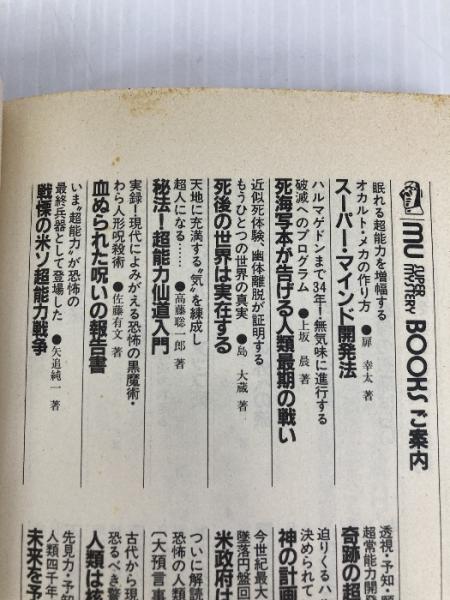 MU SUPER MYSTERY BOOKS ご案内
眠れる超能力を増幅する
オカルト・メカの作り方 ●扉 幸太 著
スーパー・マインド開発法
ハルマゲドンまで34年!無気味に進行する
破滅へのプログラム ●上坂 晨 著
死海写本が告げる人類最期の戦い
近似死体験、幽体離脱が証明する
もうひとつの世界の真実 ●島 大蔵 著
死後の世界は実在する
天地に充満する〝気〟を練成し
超人になる…… ●高藤聡一郎 著
秘法!超能力仙道入門
実録!現代によみがえる恐怖の黒魔術・
わら人形呪殺術 ●佐藤有文 著
血ぬられた呪いの報告書
いま〝超能力〟が恐怖の
最終兵器として登場した ●矢追純一 著
戦慄の米ソ超能力戦争
透視・予知・
超常能力開発
奇跡の超
迫りくるハル
決められて
神の計画
今世紀最大
墜落円盤回
米政府は
ついに解読
恐怖の人類
〔大預言事
古代から現
恐るべき驚
人類は核
先見力・予知
人類四千年
未来を予